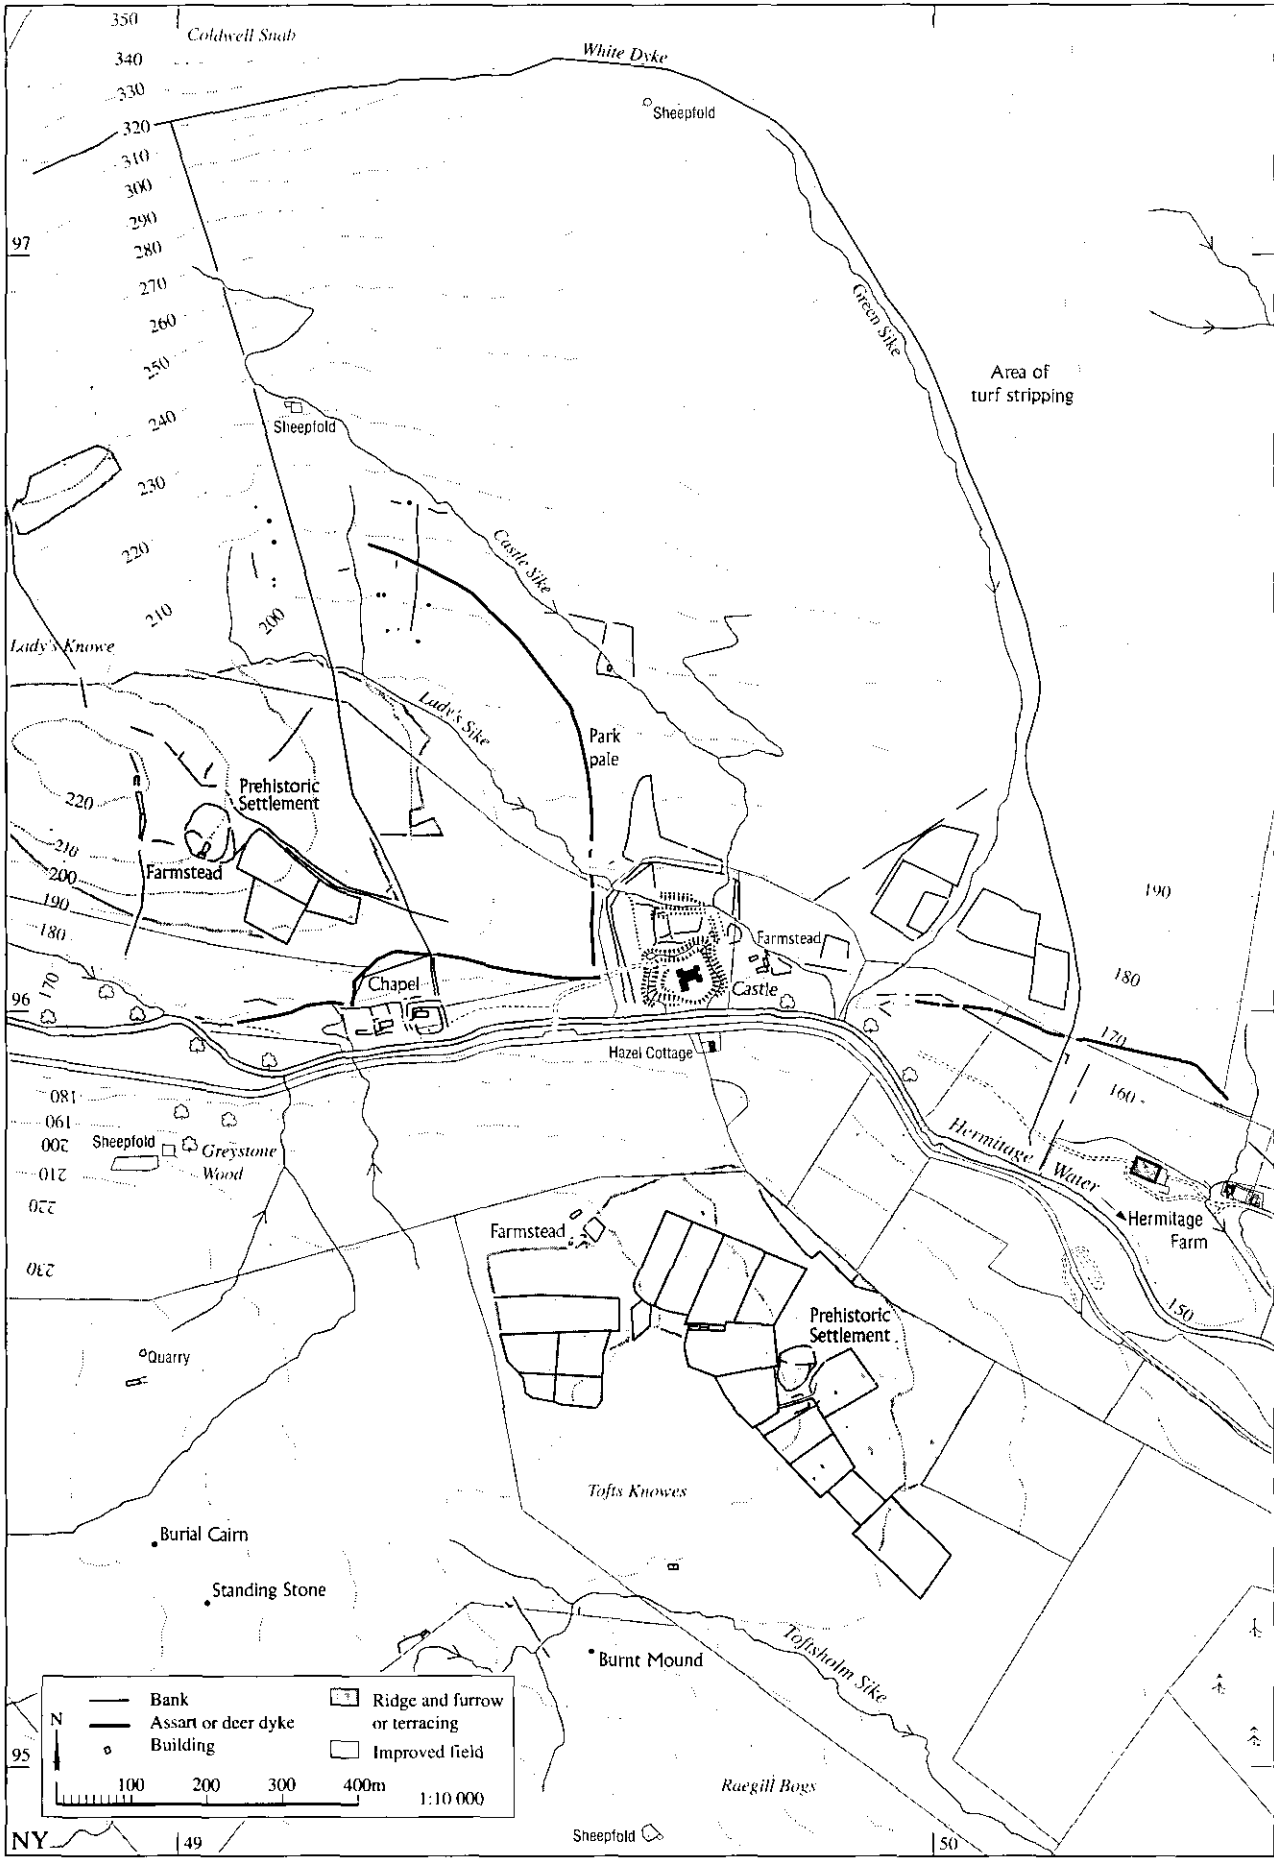 350
Coldwell Snab
340
White Dyke
330
Sheepfold
320
310
300
290
97
280
270
260
Green Sike
250
Area of
turf stripping
240
Sheepfold
230
220
Castle Sike
210
200
Lady's Knowe
Lady's Sike
Park
pale
Prehistoric
Settlement
220
210
Farmstead
200
190
190
180
Farmstead
180
170
Chapel
Castle
96
170
Hazel Cottage
180
160
190
Hermitage Water
200
Sheepfold
Greystone
Wood
210
220
Farmstead
Hermitage
Farm
230
150
Prehistoric
Settlement
Quarry
Tofts Knowes
Burial Cairn
Standing Stone
Toftsholm Sike
Burnt Mound
Bank
Assart or deer dyke
Building
Ridge and furrow
or terracing
Improved field
N
95
100 200 300 400m
1:10 000
Raegill Bogs
Sheepfold
NY
49
50